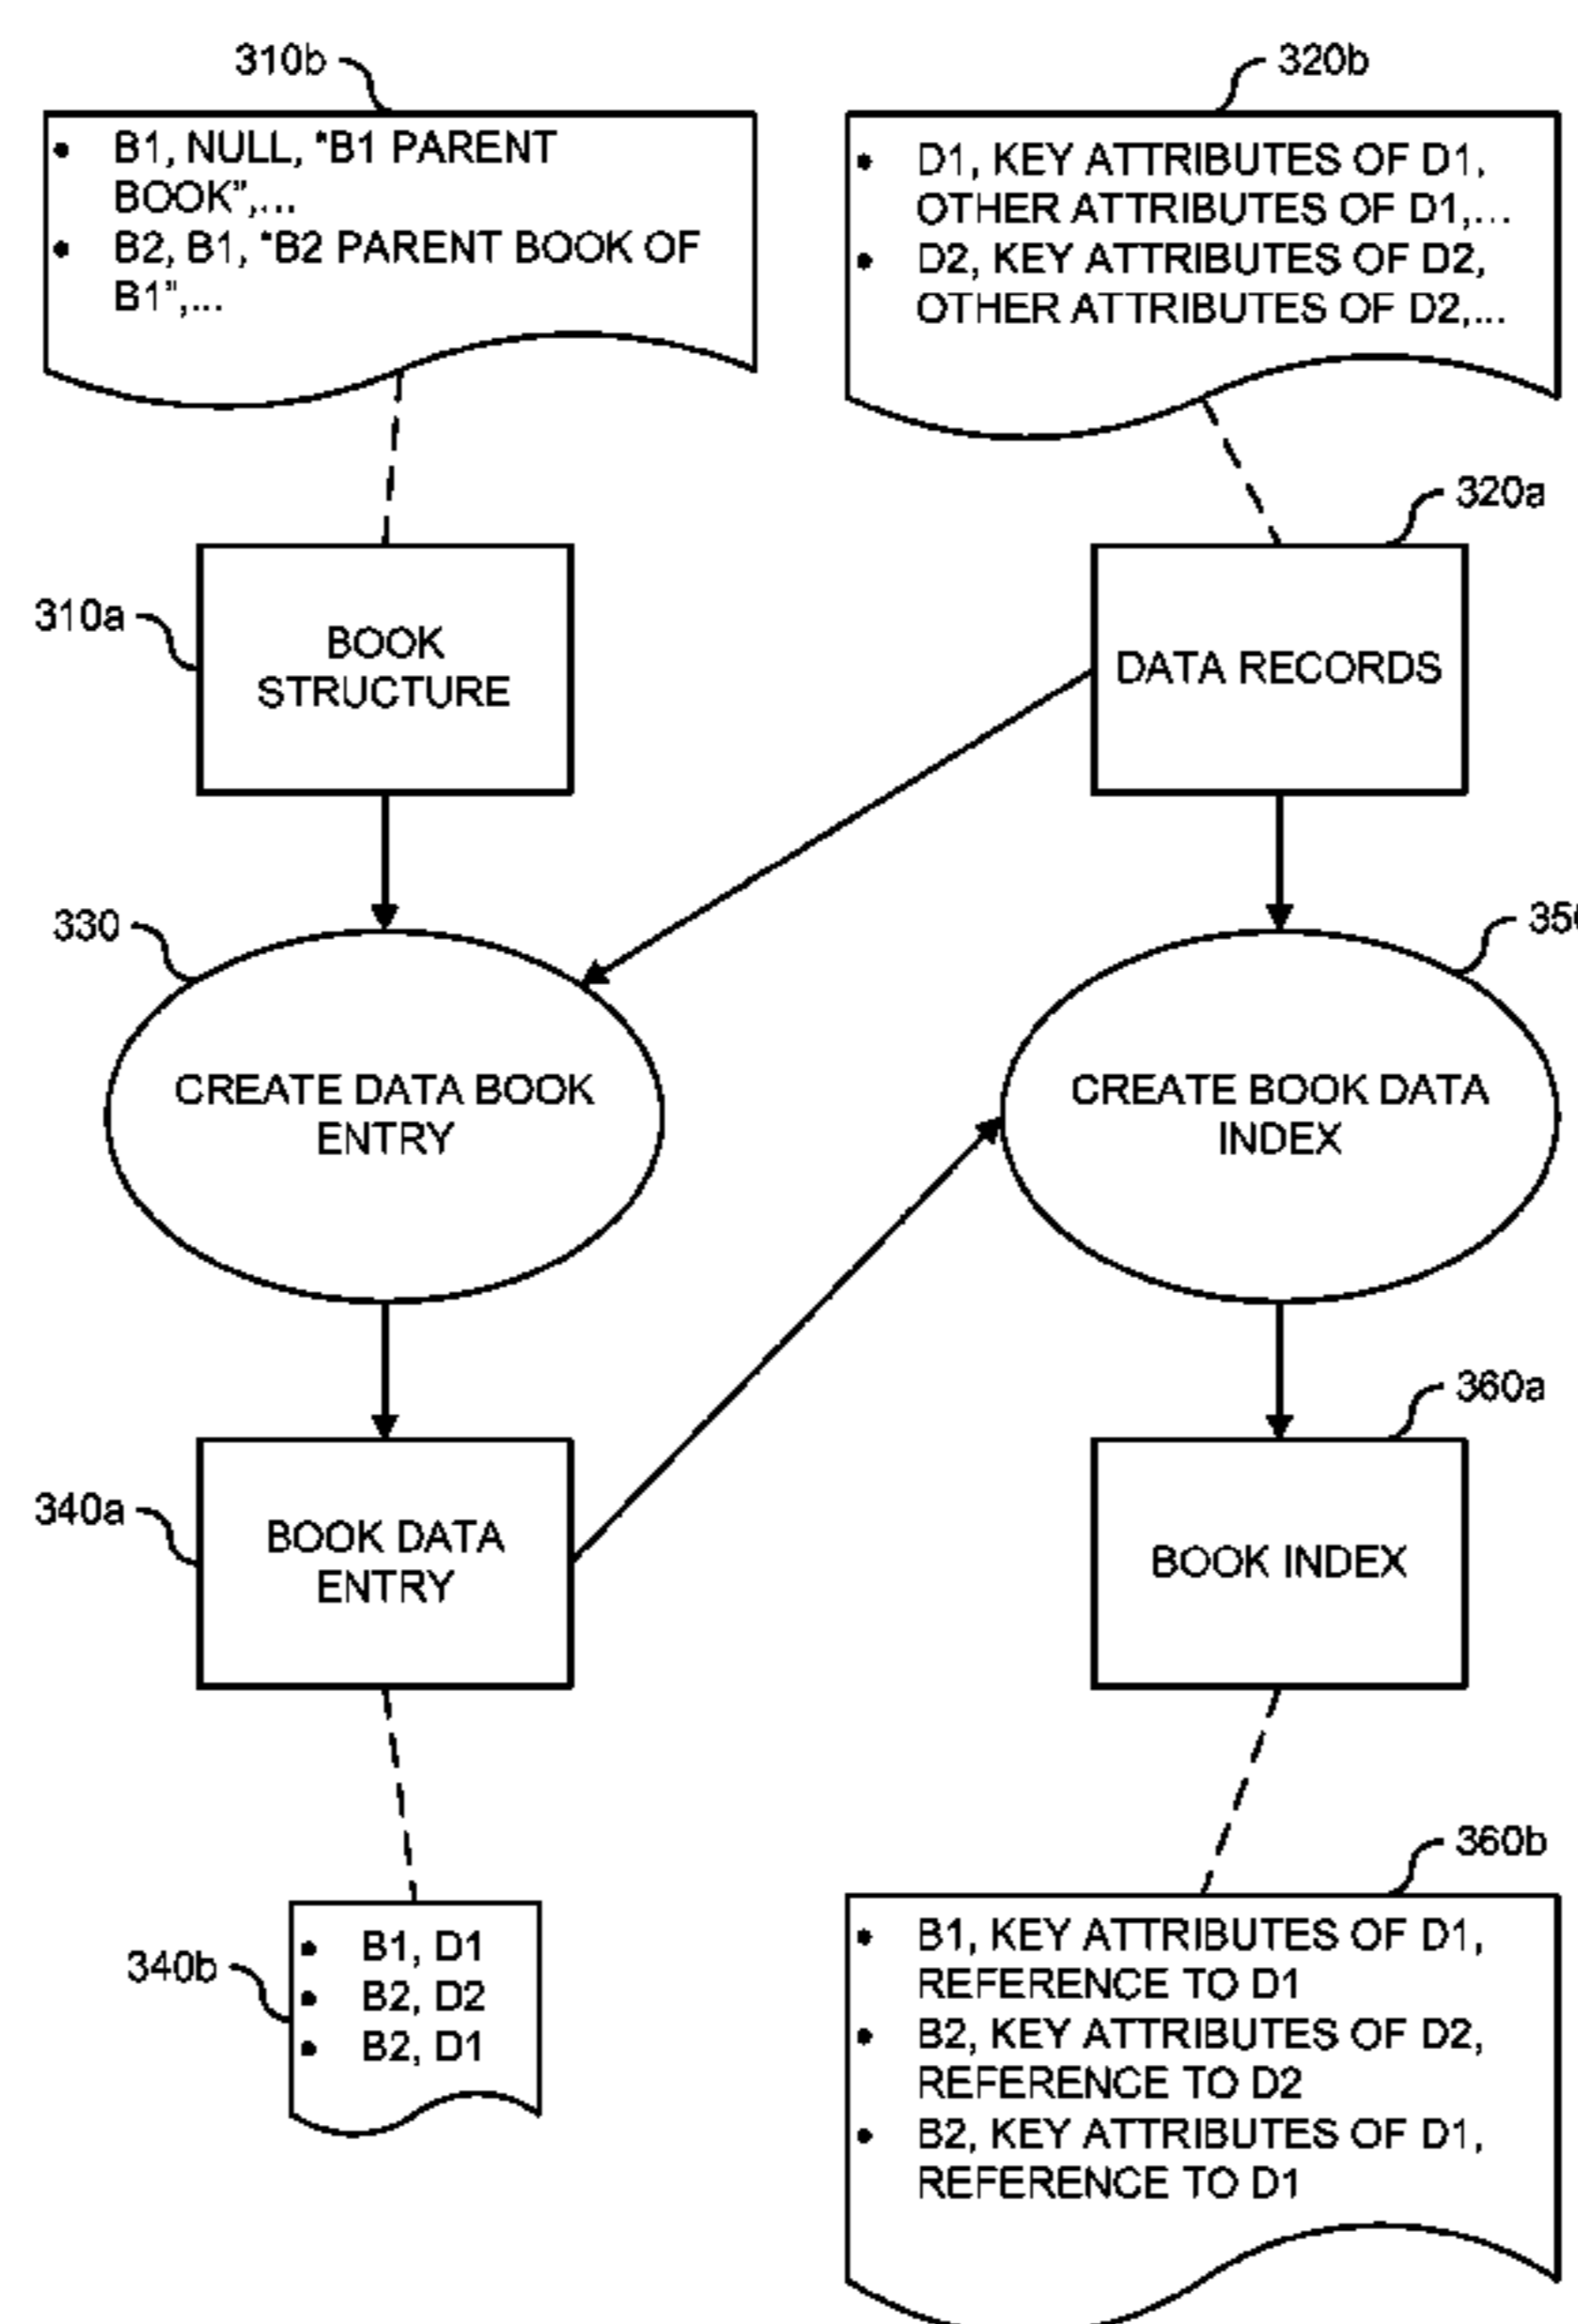 310b
320b
• B1, NULL, "B1 PARENT
BOOK",...
• B2, B1, "B2 PARENT BOOK OF
B1",...
• D1, KEY ATTRIBUTES OF D1,
OTHER ATTRIBUTES OF D1,...
• D2, KEY ATTRIBUTES OF D2,
OTHER ATTRIBUTES OF D2,...
320a
310a
BOOK
STRUCTURE
DATA RECORDS
330
350
CREATE DATA BOOK
ENTRY
CREATE BOOK DATA
INDEX
360a
340a
BOOK DATA
ENTRY
BOOK INDEX
360b
340b
• B1, D1
• B2, D2
• B2, D1
• B1, KEY ATTRIBUTES OF D1,
REFERENCE TO D1
• B2, KEY ATTRIBUTES OF D2,
REFERENCE TO D2
• B2, KEY ATTRIBUTES OF D1,
REFERENCE TO D1